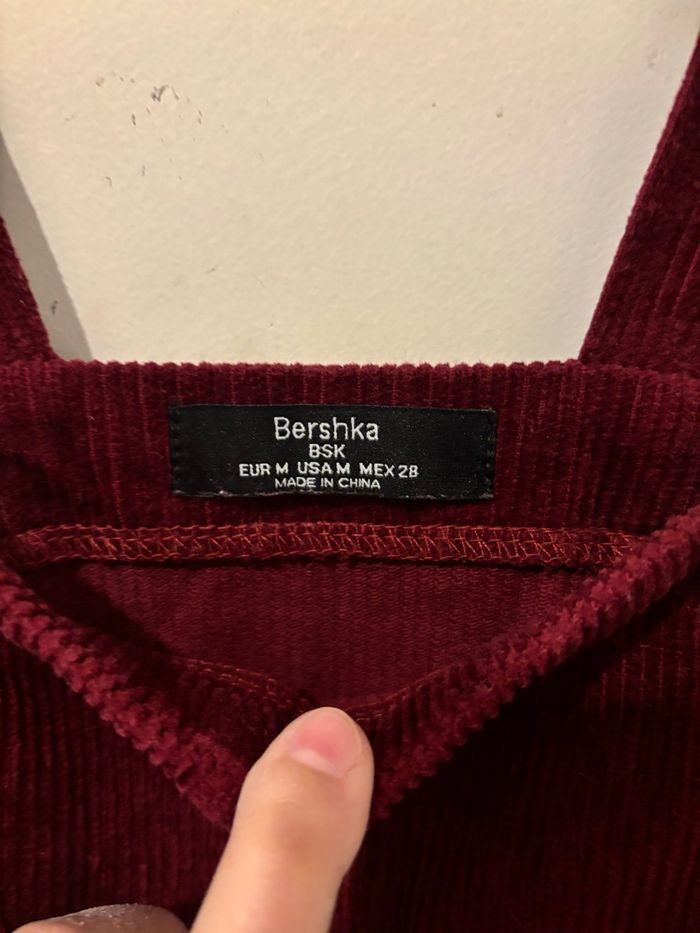 Bershka
BSK
EUR M USA M MEX 28
MADE IN CHINA